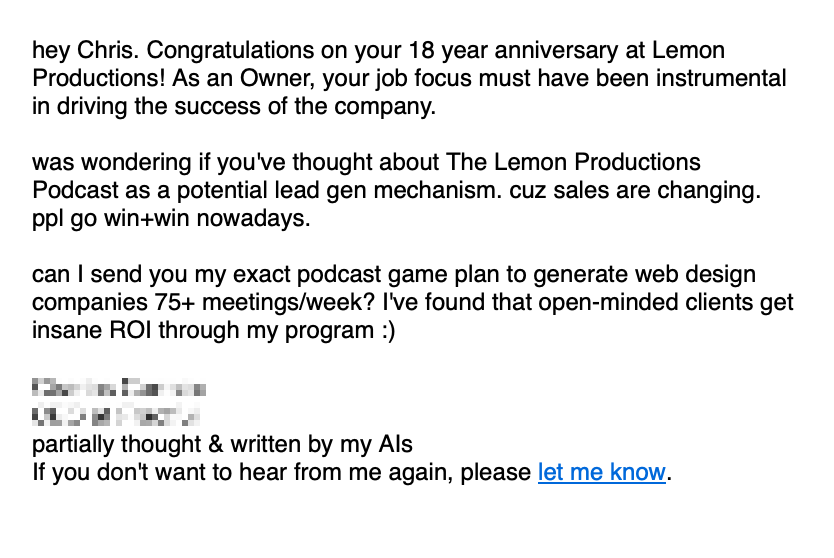 hey Chris. Congratulations on your 18 year anniversary at Lemon
Productions! As an Owner, your job focus must have been instrumental
in driving the success of the company.
was wondering if you've thought about The Lemon Productions
Podcast as a potential lead gen mechanism. cuz sales are changing.
ppl go win+win nowadays.
can I send you my exact podcast game plan to generate web design
companies 75+ meetings/week? I've found that open-minded clients get
insane ROI through my program :)
partially thought & written by my AIs
If you don't want to hear from me again, please let me know.